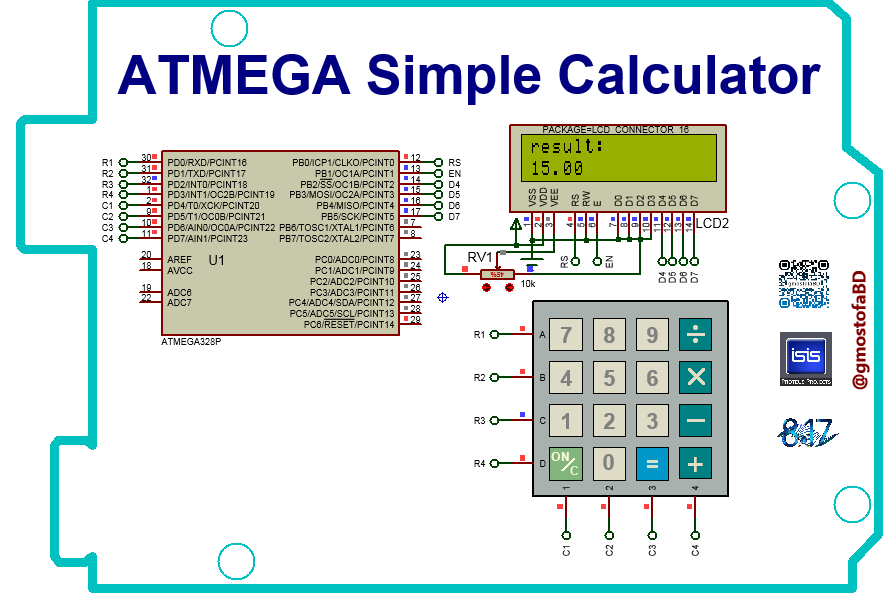 ATMEGA Simple Calculator
PACKAGE=LCD CONNECTOR 16
result:
15.00
VSS VDD VEE RS RW E D0 D1 D2 D3 D4 D5 D6 D7
1 2 3 4 5 6 7 8 9 10 11 12 13 14
LCD2
RS EN D4 D5 D6 D7
RV1
10k
R1 30 PD0/RXD/PCINT16 PB0/ICP1/CLKO/PCINT0 12 RS
R2 31 PD1/TXD/PCINT17 PB1/OC1A/PCINT1 13 EN
R3 32 PD2/INT0/PCINT18 PB2/SS/OC1B/PCINT2 14 D4
R4 1 PD3/INT1/OC2B/PCINT19 PB3/MOSI/OC2A/PCINT3 15 D5
C1 2 PD4/T0/XCK/PCINT20 PB4/MISO/PCINT4 16 D6
C2 9 PD5/T1/OC0B/PCINT21 PB5/SCK/PCINT5 17 D7
C3 10 PD6/AIN0/OC0A/PCINT22 PB6/TOSC1/XTAL1/PCINT6 7
C4 11 PD7/AIN1/PCINT23 PB7/TOSC2/XTAL2/PCINT7 8
20 AREF U1 PC0/ADC0/PCINT8 23
18 AVCC PC1/ADC1/PCINT9 24
PC2/ADC2/PCINT10 25
19 ADC6 PC3/ADC3/PCINT11 26
22 ADC7 PC4/ADC4/SDA/PCINT12 27
PC5/ADC5/SCL/PCINT13 28
PC6/RESET/PCINT14 29
ATMEGA328P
R1 A 7 8 9 ÷
R2 B 4 5 6 ×
R3 C 1 2 3 −
R4 D ON/C 0 = +
1 2 3 4
C1 C2 C3 C4
gmostofaBD
isis
PROTEUS PROJECTS
@gmostofaBD
817